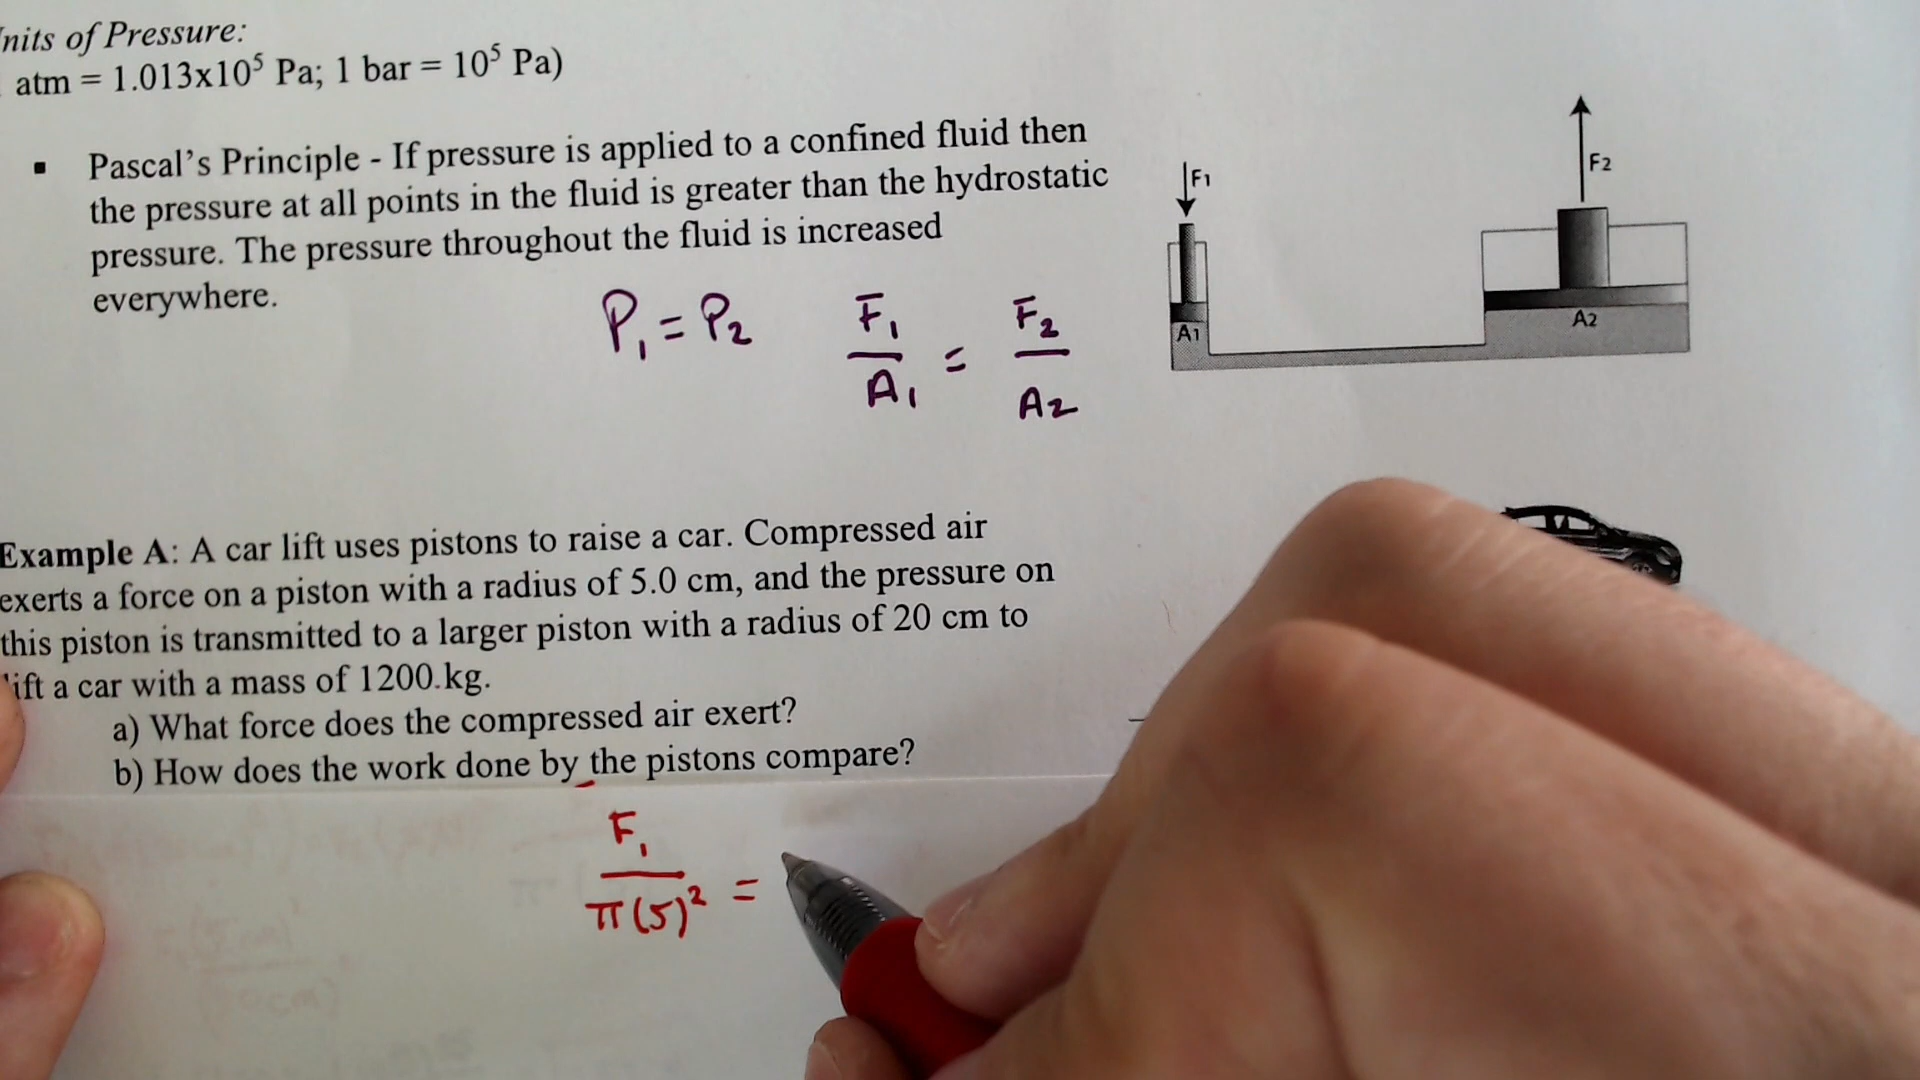 nits of Pressure:
atm = 1.013x10⁵ Pa; 1 bar = 10⁵ Pa)
▪ Pascal's Principle - If pressure is applied to a confined fluid then
the pressure at all points in the fluid is greater than the hydrostatic
pressure. The pressure throughout the fluid is increased
everywhere.
P₁ = P₂ F₁/A₁ = F₂/A₂
F1
F2
A1
A2
Example A: A car lift uses pistons to raise a car. Compressed air
exerts a force on a piston with a radius of 5.0 cm, and the pressure on
this piston is transmitted to a larger piston with a radius of 20 cm to
lift a car with a mass of 1200.kg.
a) What force does the compressed air exert?
b) How does the work done by the pistons compare?
F₁/π(5)² =